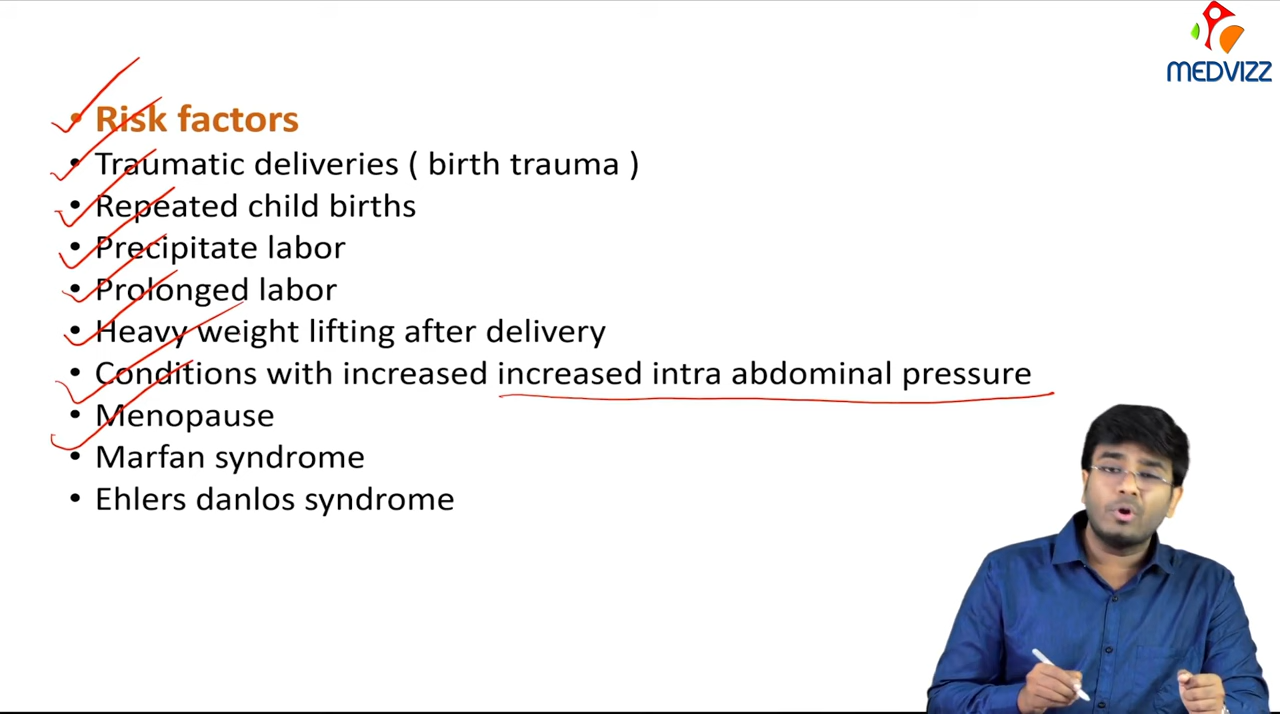 MEDVIZZ
• Risk factors
• Traumatic deliveries ( birth trauma )
• Repeated child births
• Precipitate labor
• Prolonged labor
• Heavy weight lifting after delivery
• Conditions with increased increased intra abdominal pressure
• Menopause
• Marfan syndrome
• Ehlers danlos syndrome